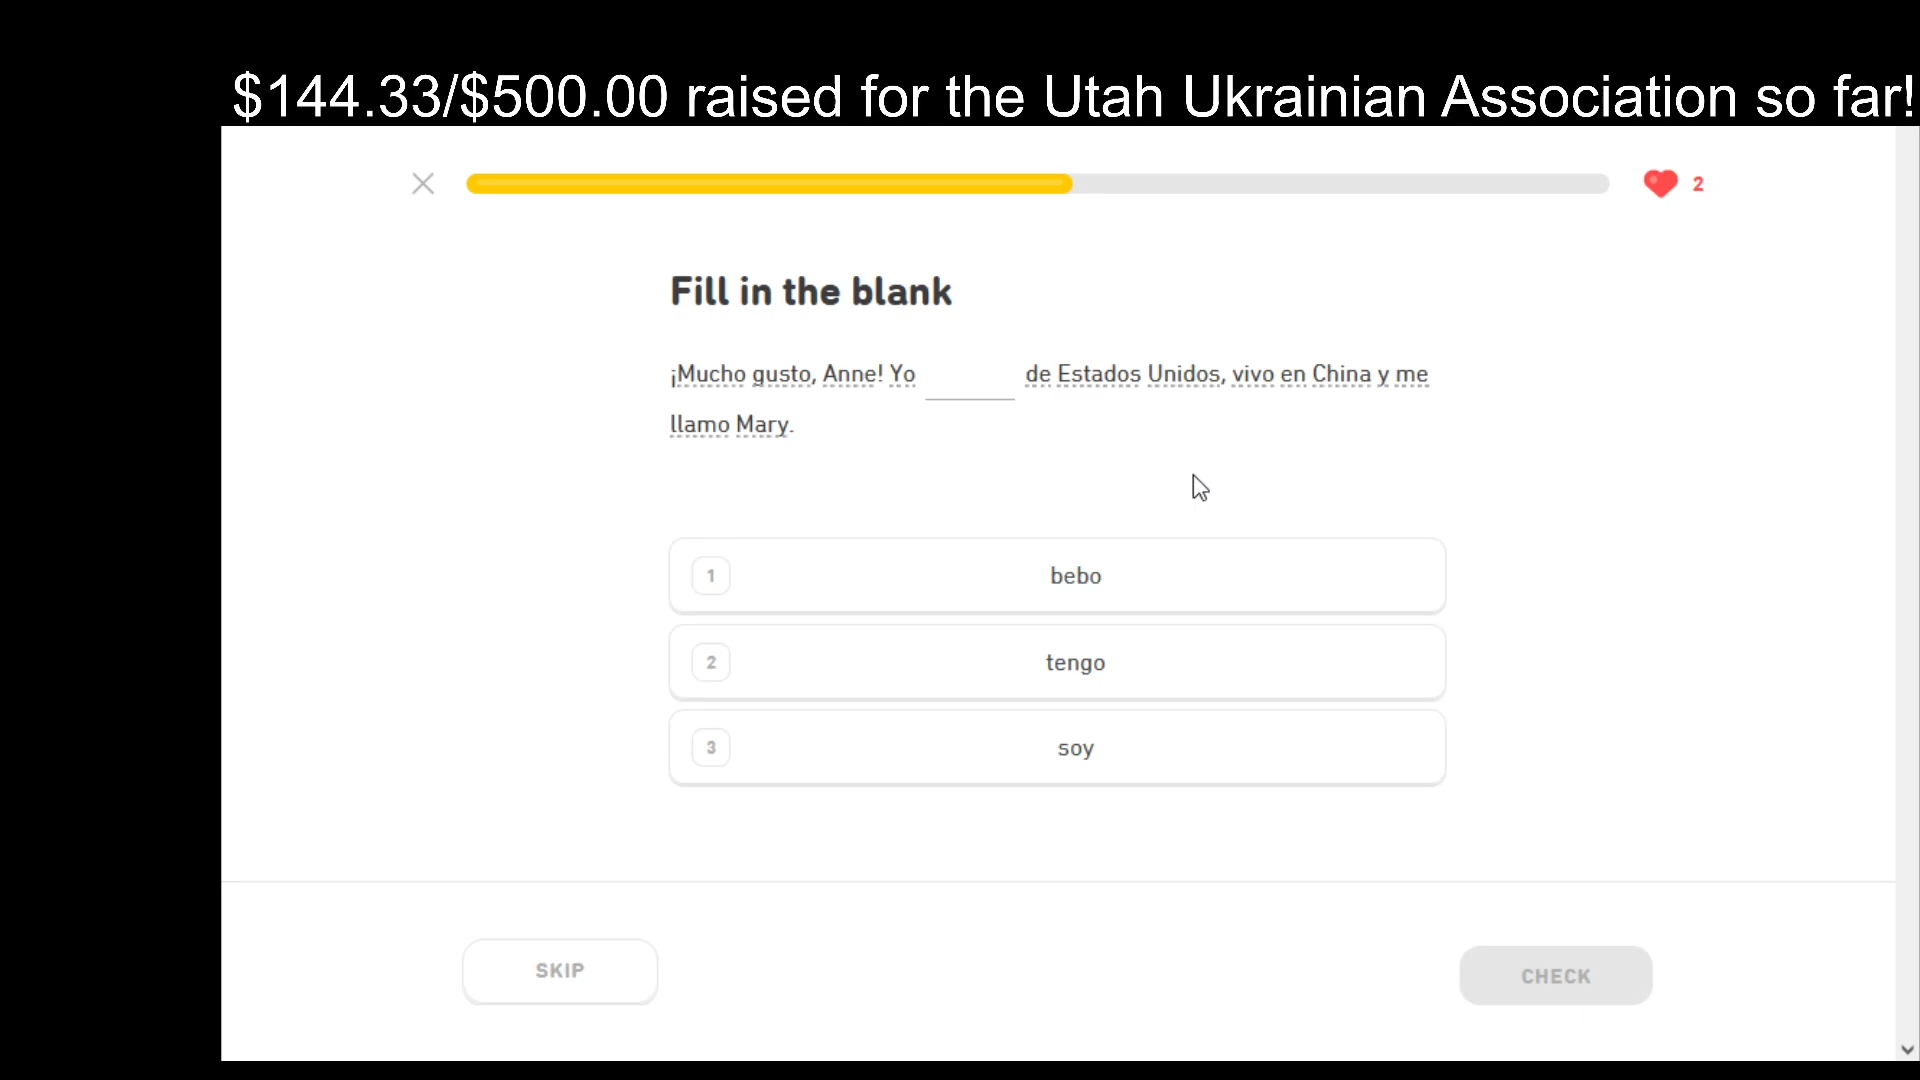 $144.33/$500.00 raised for the Utah Ukrainian Association so far!
2
Fill in the blank
¡Mucho gusto, Anne! Yo ______ de Estados Unidos, vivo en China y me
llamo Mary.
1 bebo
2 tengo
3 soy
SKIP
CHECK